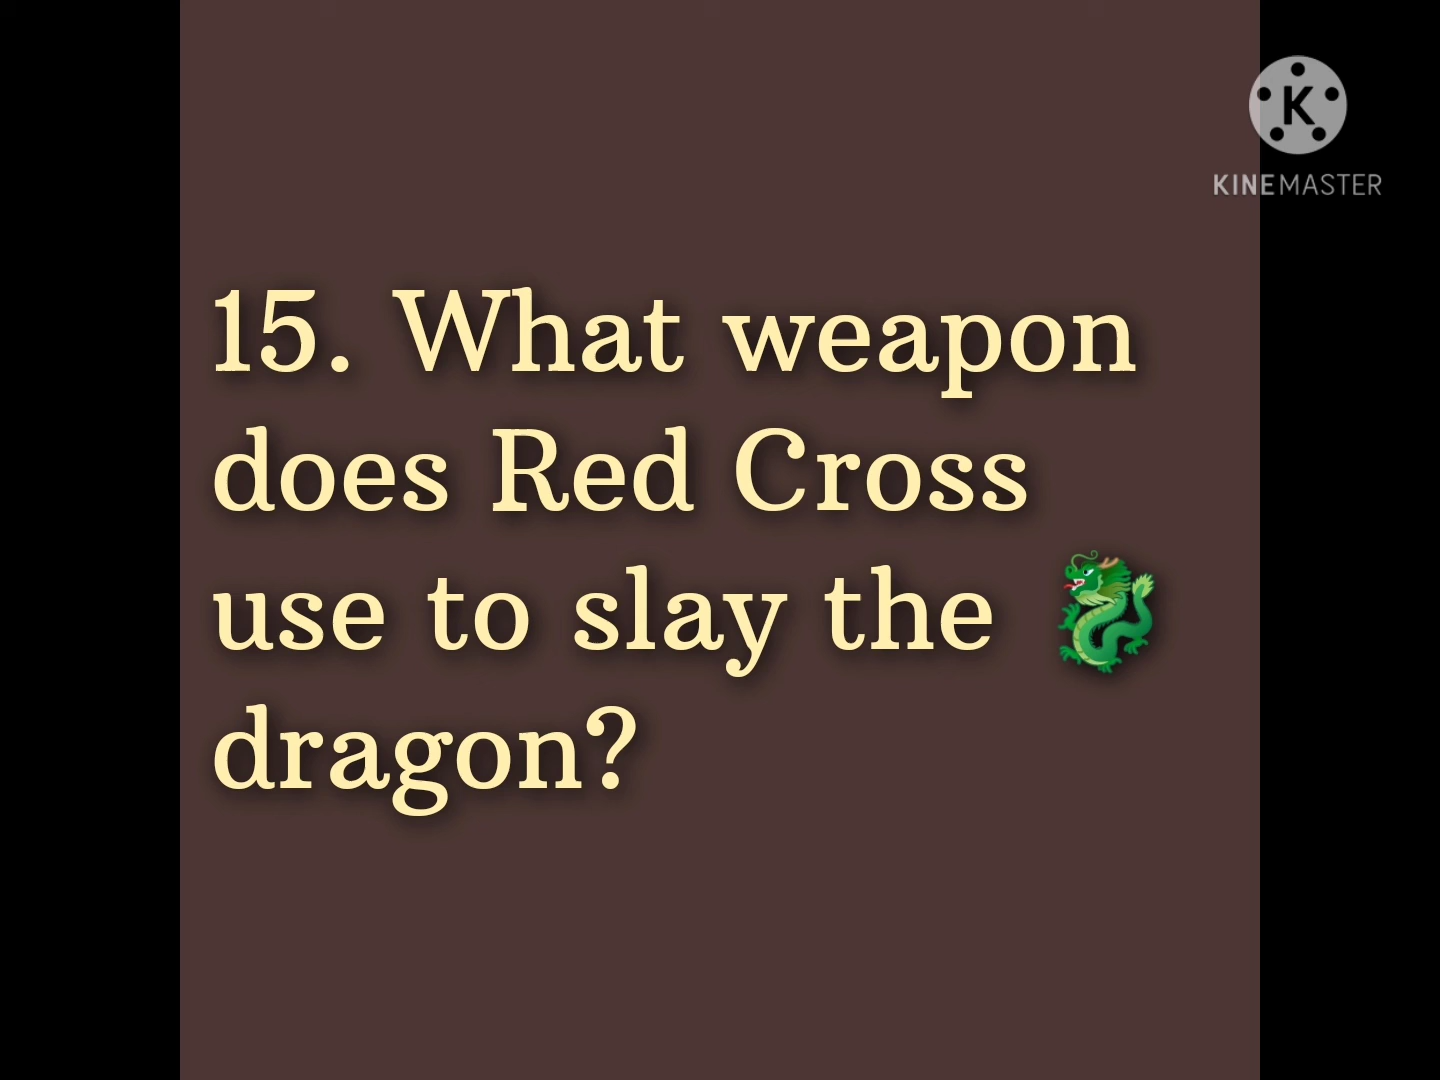 KINEMASTER
15. What weapon
does Red Cross
use to slay the 🐉
dragon?